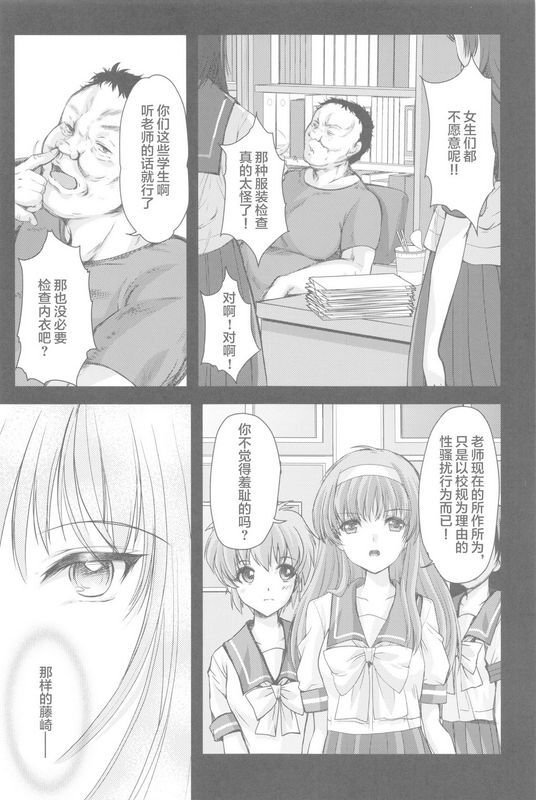 女生们都
不愿意呢!!
那种服装检查
真的太怪了！
对啊！对啊！
你们这些学生啊
听老师的话就行了
那也没必要
检查内衣吧？
老师现在的所作所为，
只是以校规为理由的
性骚扰行为而已！
你不觉得羞耻的吗？
那样的藤崎——